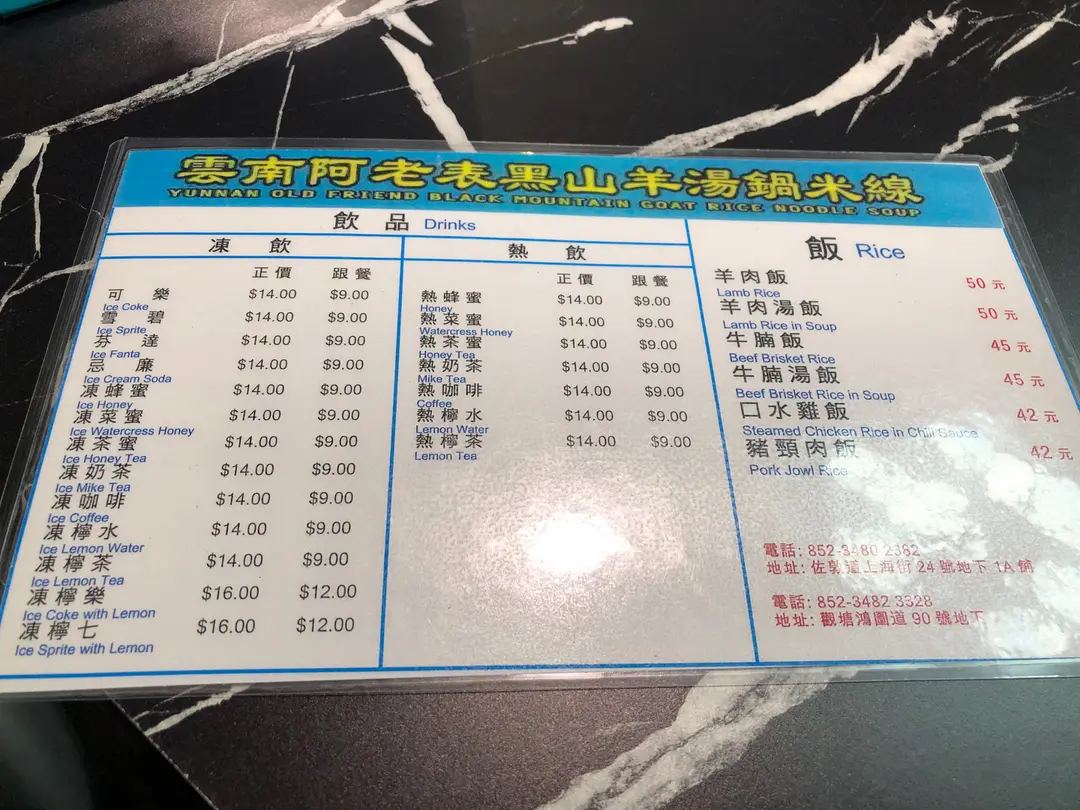 雲南阿老表黑山羊湯鍋米線
YUNNAN OLD FRIEND BLACK MOUNTAIN GOAT RICE NOODLE SOUP
飲品 Drinks
凍飲
正價 跟餐
可樂 $14.00 $9.00
Ice Coke
雪碧 $14.00 $9.00
Ice Sprite
芬達 $14.00 $9.00
Ice Fanta
忌廉 $14.00 $9.00
Ice Cream Soda
凍蜂蜜 $14.00 $9.00
Ice Honey
凍菜蜜 $14.00 $9.00
Ice Watercress Honey
凍茶蜜 $14.00 $9.00
Ice Honey Tea
凍奶茶 $14.00 $9.00
Ice Mike Tea
凍咖啡 $14.00 $9.00
Ice Coffee
凍檸水 $14.00 $9.00
Ice Lemon Water
凍檸茶 $14.00 $9.00
Ice Lemon Tea
凍檸樂 $16.00 $12.00
Ice Coke with Lemon
凍檸七 $16.00 $12.00
Ice Sprite with Lemon
熱飲
正價 跟餐
熱蜂蜜 $14.00 $9.00
Honey
熱菜蜜 $14.00 $9.00
Watercress Honey
熱茶蜜 $14.00 $9.00
Honey Tea
熱奶茶 $14.00 $9.00
Mike Tea
熱咖啡 $14.00 $9.00
Coffee
熱檸水 $14.00 $9.00
Lemon Water
熱檸茶 $14.00 $9.00
Lemon Tea
飯 Rice
羊肉飯 50元
Lamb Rice
羊肉湯飯 50元
Lamb Rice in Soup
牛腩飯 45元
Beef Brisket Rice
牛腩湯飯 45元
Beef Brisket Rice in Soup
口水雞飯 42元
Steamed Chicken Rice in Chili Sauce
豬頸肉飯 42元
Pork Jowl Rice
電話: 852-3480 2382
地址: 佐敦道上海街 24 號地下 1A 舖
電話: 852-3482 3328
地址: 觀塘鴻圖道 90 號地下